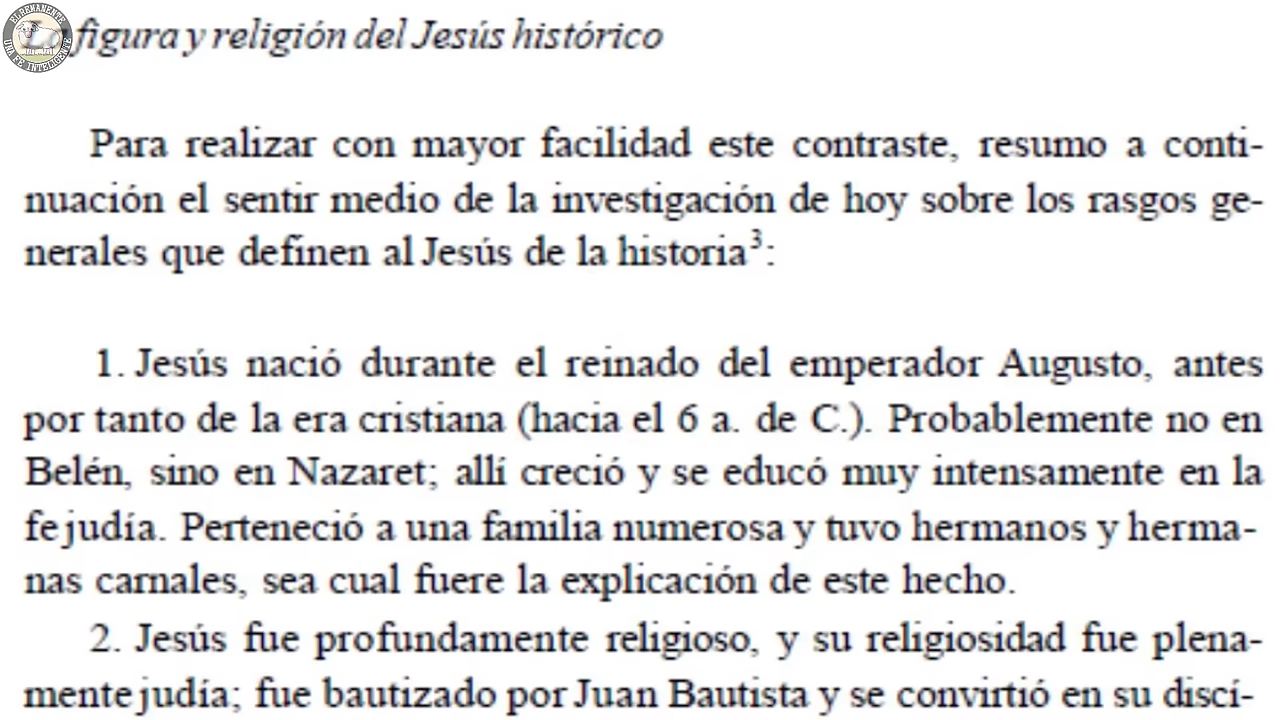 EL REMANENTE
UNA FE INTELIGENTE
figura y religión del Jesús histórico
Para realizar con mayor facilidad este contraste, resumo a conti-
nuación el sentir medio de la investigación de hoy sobre los rasgos ge-
nerales que definen al Jesús de la historia³:
1. Jesús nació durante el reinado del emperador Augusto, antes
por tanto de la era cristiana (hacia el 6 a. de C.). Probablemente no en
Belén, sino en Nazaret; allí creció y se educó muy intensamente en la
fe judía. Perteneció a una familia numerosa y tuvo hermanos y herma-
nas carnales, sea cual fuere la explicación de este hecho.
2. Jesús fue profundamente religioso, y su religiosidad fue plena-
mente judía; fue bautizado por Juan Bautista y se convirtió en su discí-